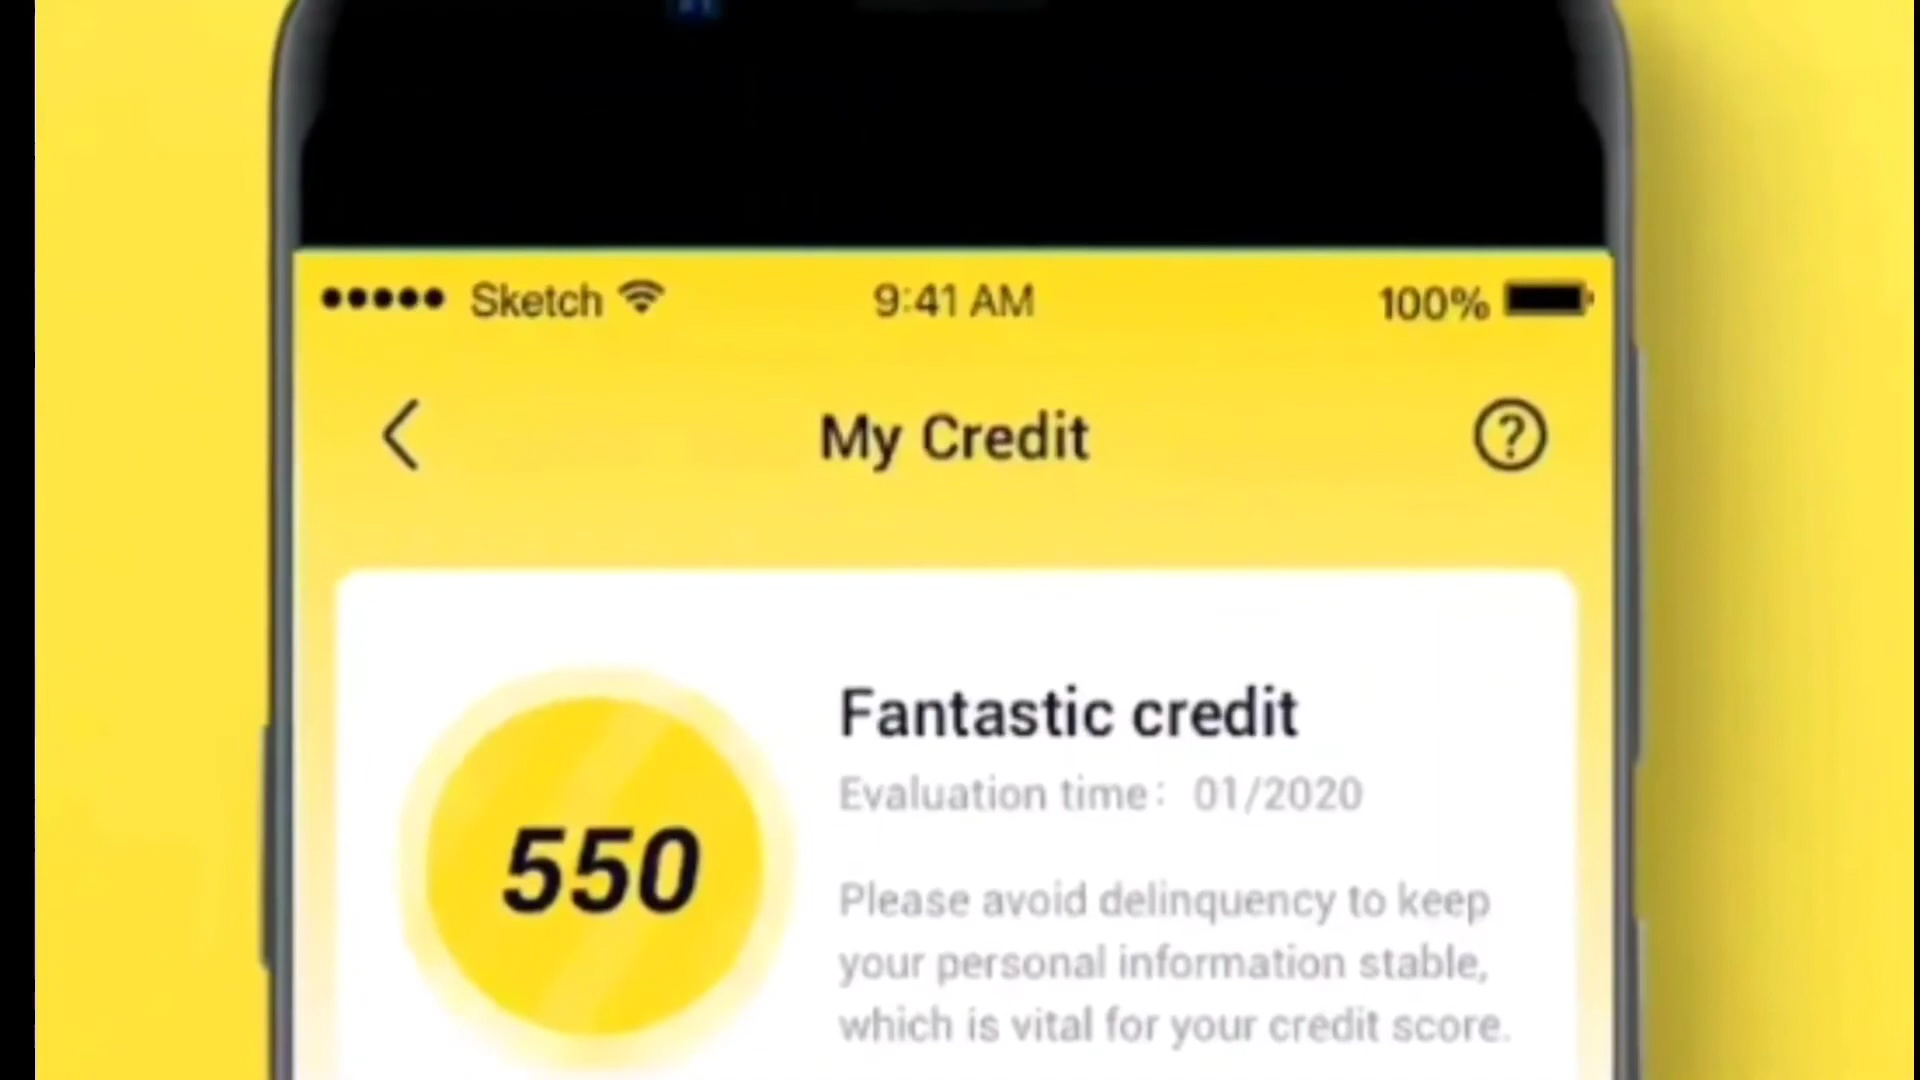 Sketch 9:41 AM 100%
My Credit
550
Fantastic credit
Evaluation time: 01/2020
Please avoid delinquency to keep
your personal information stable,
which is vital for your credit score.